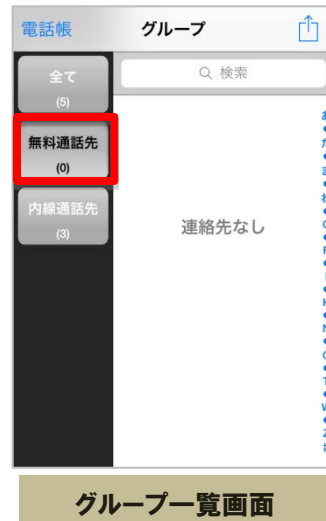 電話帳 グループ
全て
(5)
検索
無料通話先
(0)
内線通話先
(3)
連絡先なし
グループ一覧画面